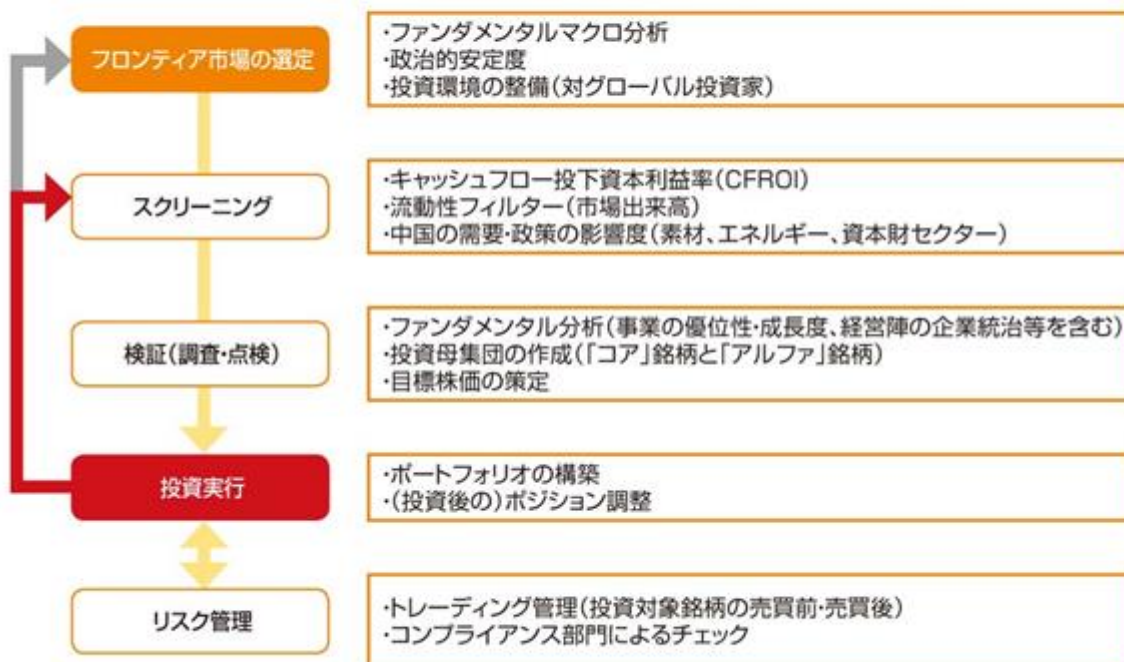 フロンティア市場の選定
・ファンダメンタルマクロ分析
・政治的安定度
・投資環境の整備(対グローバル投資家)
スクリーニング
・キャッシュフロー投下資本利益率(CFROI)
・流動性フィルター(市場出来高)
・中国の需要・政策の影響度(素材、エネルギー、資本財セクター)
検証(調査・点検)
・ファンダメンタル分析(事業の優位性・成長度、経営陣の企業統治等を含む)
・投資母集団の作成(「コア」銘柄と「アルファ」銘柄)
・目標株価の策定
投資実行
・ポートフォリオの構築
・(投資後の)ポジション調整
リスク管理
・トレーディング管理(投資対象銘柄の売買前・売買後)
・コンプライアンス部門によるチェック